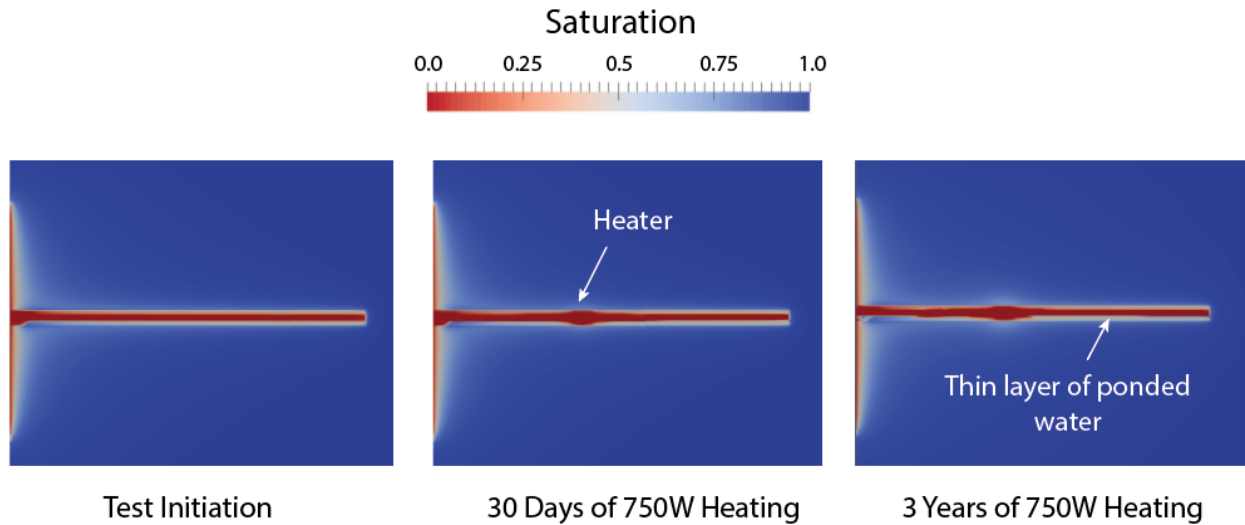 Saturation
0.0 0.25 0.5 0.75 1.0
Heater
Thin layer of ponded
water
Test Initiation
30 Days of 750W Heating
3 Years of 750W Heating